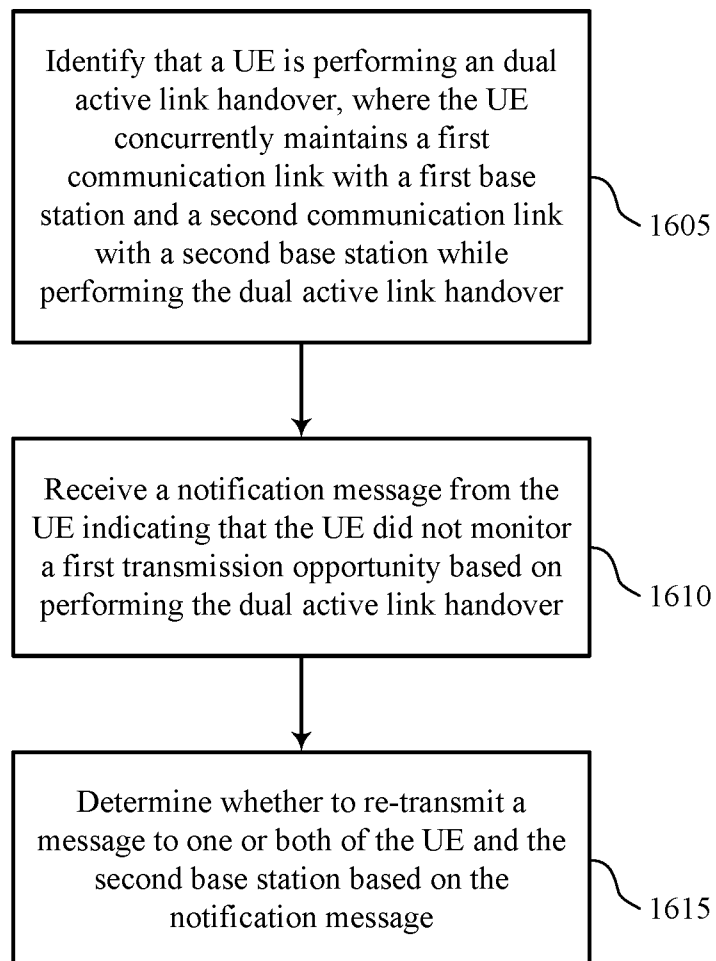 Identify that a UE is performing an dual
active link handover, where the UE
concurrently maintains a first
communication link with a first base
station and a second communication link
with a second base station while
performing the dual active link handover
1605
Receive a notification message from the
UE indicating that the UE did not monitor
a first transmission opportunity based on
performing the dual active link handover
1610
Determine whether to re-transmit a
message to one or both of the UE and the
second base station based on the
notification message
1615